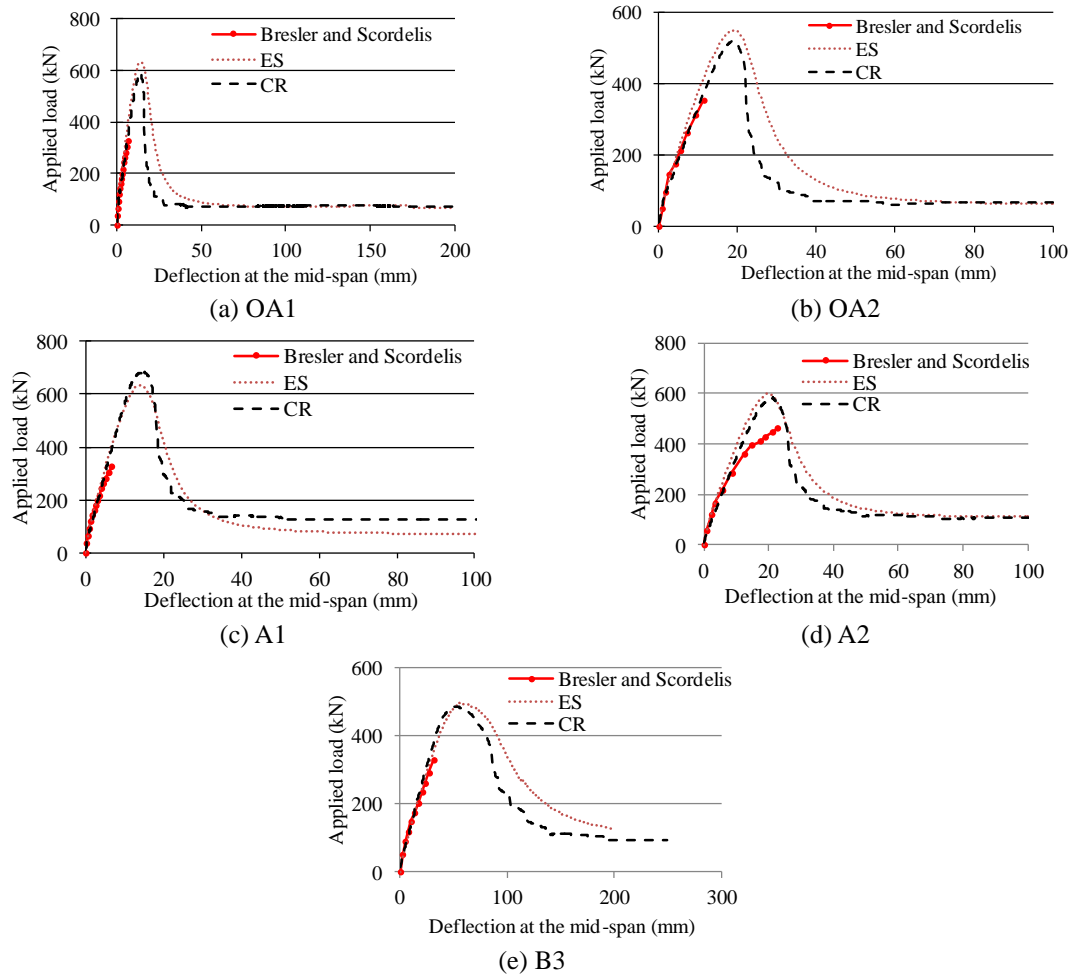 800
600
400
200
0
Applied load (kN)
Bresler and Scordelis
ES
CR
0 50 100 150 200
Deflection at the mid-span (mm)
(a) OA1
600
400
200
0
Applied load (kN)
Bresler and Scordelis
ES
CR
0 20 40 60 80 100
Deflection at the mid-span (mm)
(b) OA2
800
600
400
200
0
Applied load (kN)
Bresler and Scordelis
ES
CR
0 20 40 60 80 100
Deflection at the mid-span (mm)
(c) A1
800
600
400
200
0
Applied load (kN)
Bresler and Scordelis
ES
CR
0 20 40 60 80 100
Deflection at the mid-span (mm)
(d) A2
600
400
200
0
Applied load (kN)
Bresler and Scordelis
ES
CR
0 100 200 300
Deflection at the mid-span (mm)
(e) B3